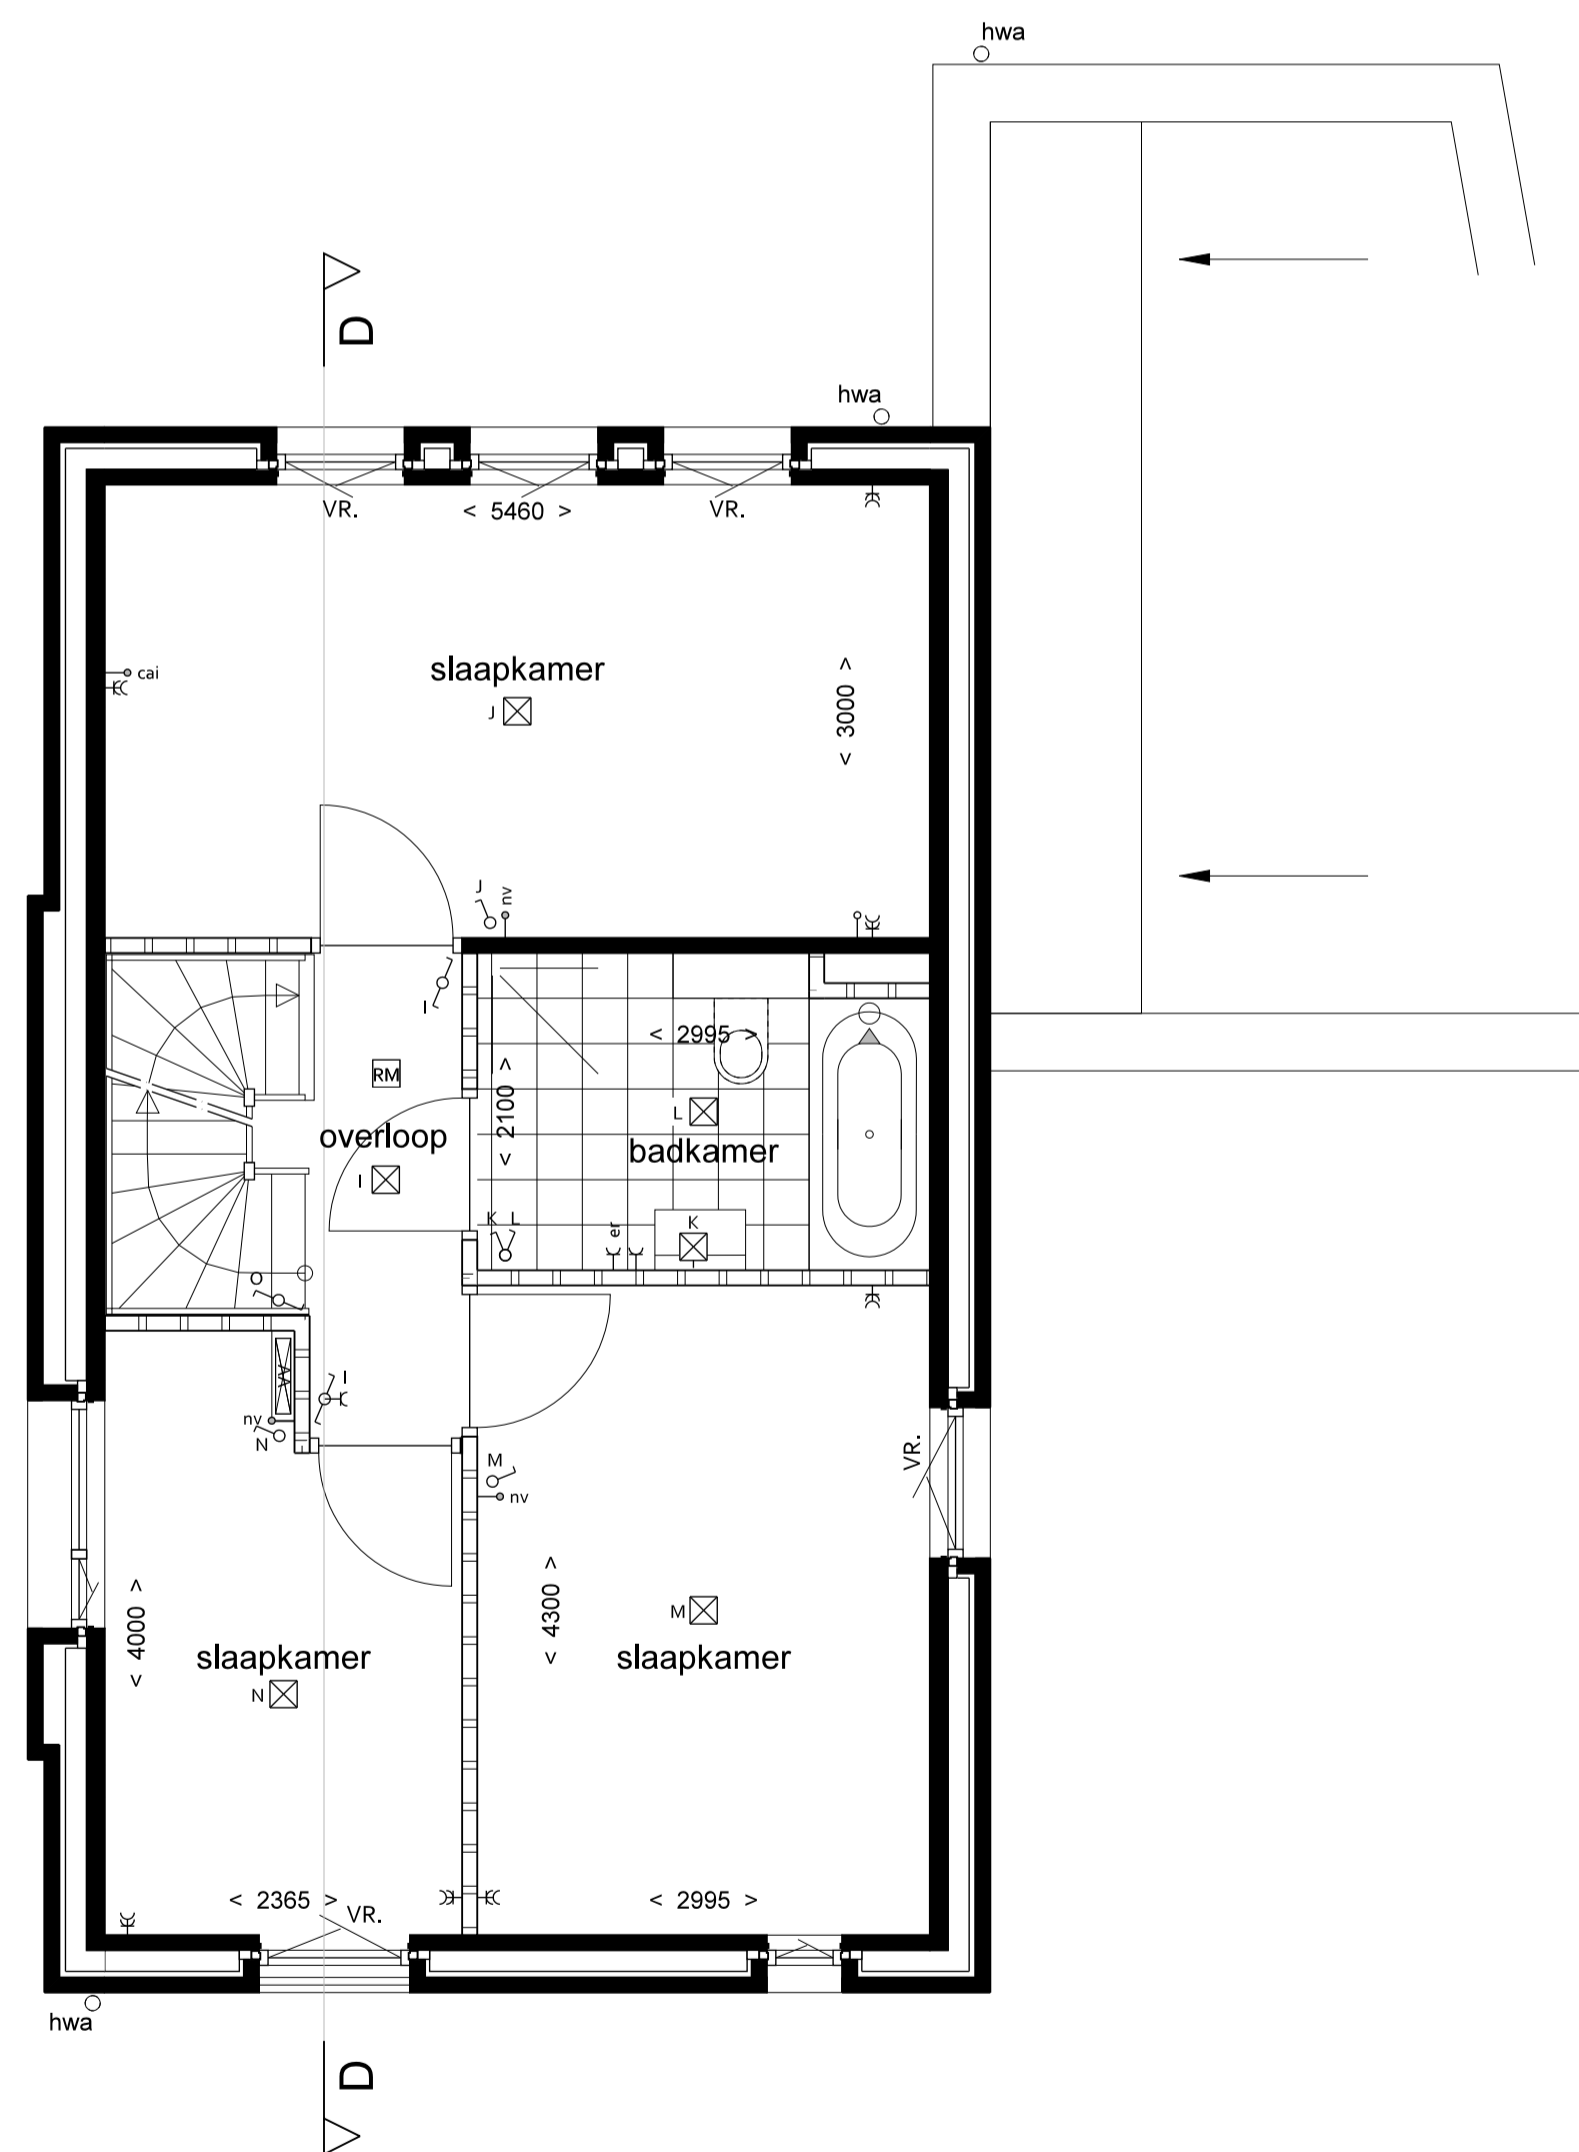 hwa
D
hwa
VR.
< 5460 >
VR.
slaapkamer
cai
J
< 3000 >
J
nv
I
< 2995 >
RM
< 2100 >
L
overloop
badkamer
I
K L
er
K
O
I
nv
N
M
nv
VR.
< 4000 >
< 4300 >
M
slaapkamer
slaapkamer
N
< 2365 >
VR.
< 2995 >
hwa
D